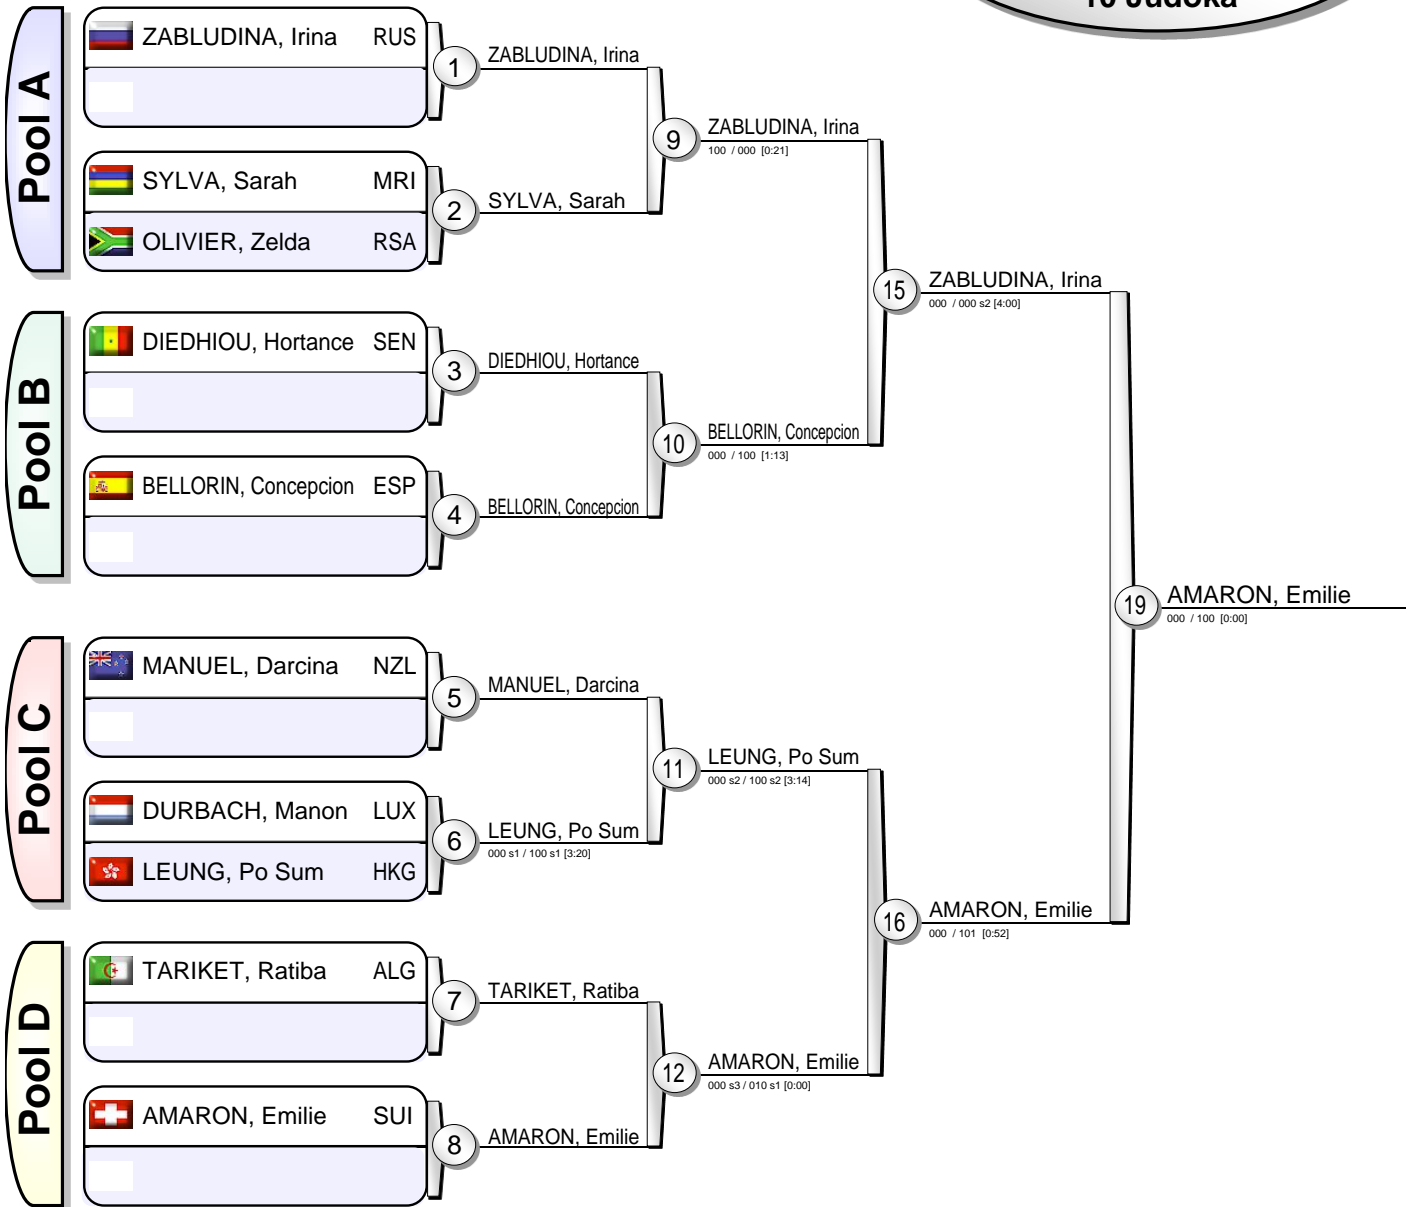 10 Judoka
Pool A
ZABLUDINA, Irina RUS
SYLVA, Sarah MRI
OLIVIER, Zelda RSA
1
ZABLUDINA, Irina
2
SYLVA, Sarah
9
ZABLUDINA, Irina
100 / 000 [0:21]
Pool B
DIEDHIOU, Hortance SEN
BELLORIN, Concepcion ESP
3
DIEDHIOU, Hortance
4
BELLORIN, Concepcion
10
BELLORIN, Concepcion
000 / 100 [1:13]
15
ZABLUDINA, Irina
000 / 000 s2 [4:00]
Pool C
MANUEL, Darcina NZL
DURBACH, Manon LUX
LEUNG, Po Sum HKG
5
MANUEL, Darcina
6
LEUNG, Po Sum
000 s1 / 100 s1 [3:20]
11
LEUNG, Po Sum
000 s2 / 100 s2 [3:14]
Pool D
TARIKET, Ratiba ALG
AMARON, Emilie SUI
7
TARIKET, Ratiba
8
AMARON, Emilie
12
AMARON, Emilie
000 s3 / 010 s1 [0:00]
16
AMARON, Emilie
000 / 101 [0:52]
19
AMARON, Emilie
000 / 100 [0:00]